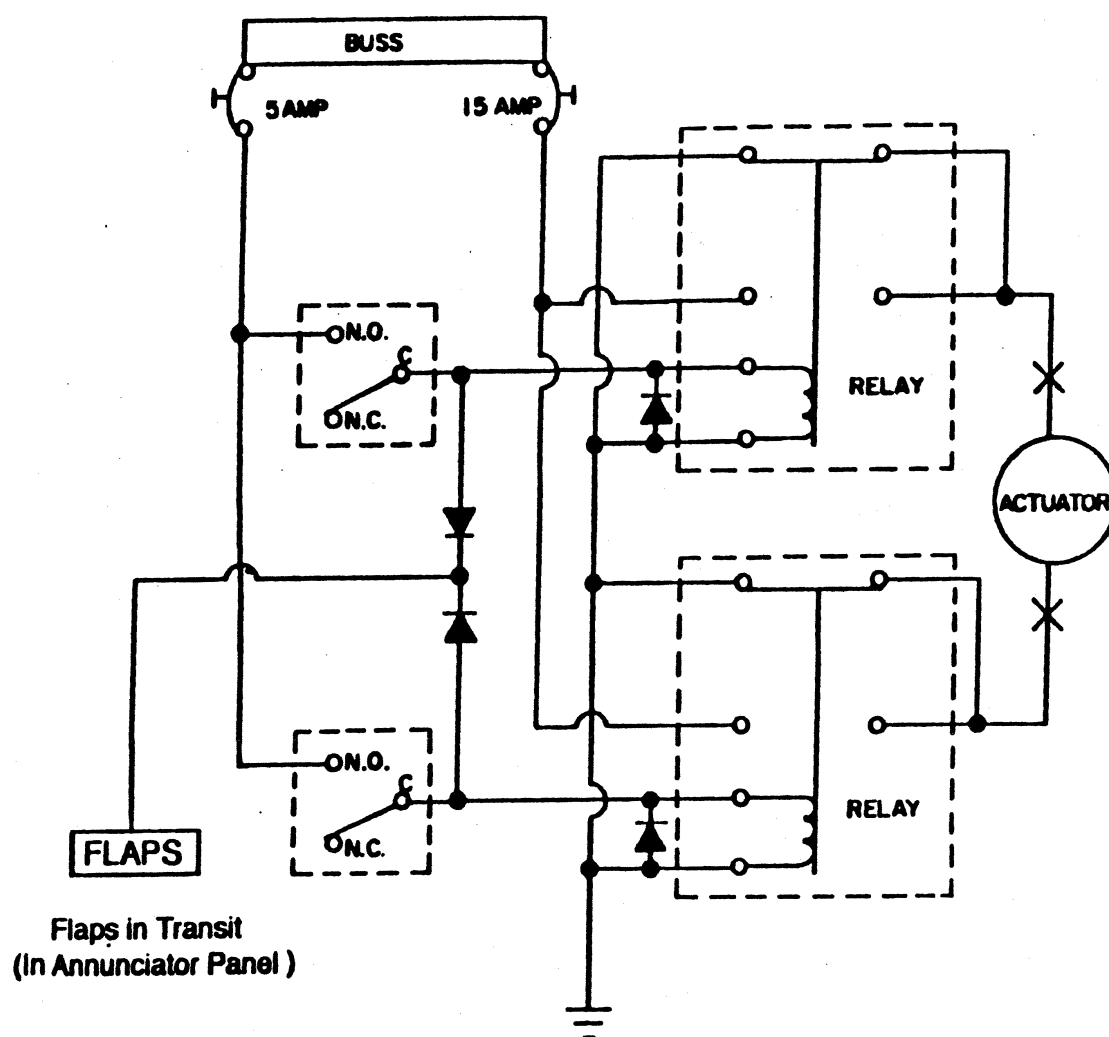 BUSS
5 AMP
15 AMP
N.O.
C
N.C.
RELAY
ACTUATOR
N.O.
C
N.C.
RELAY
FLAPS
Flaps in Transit
(In Annunciator Panel)